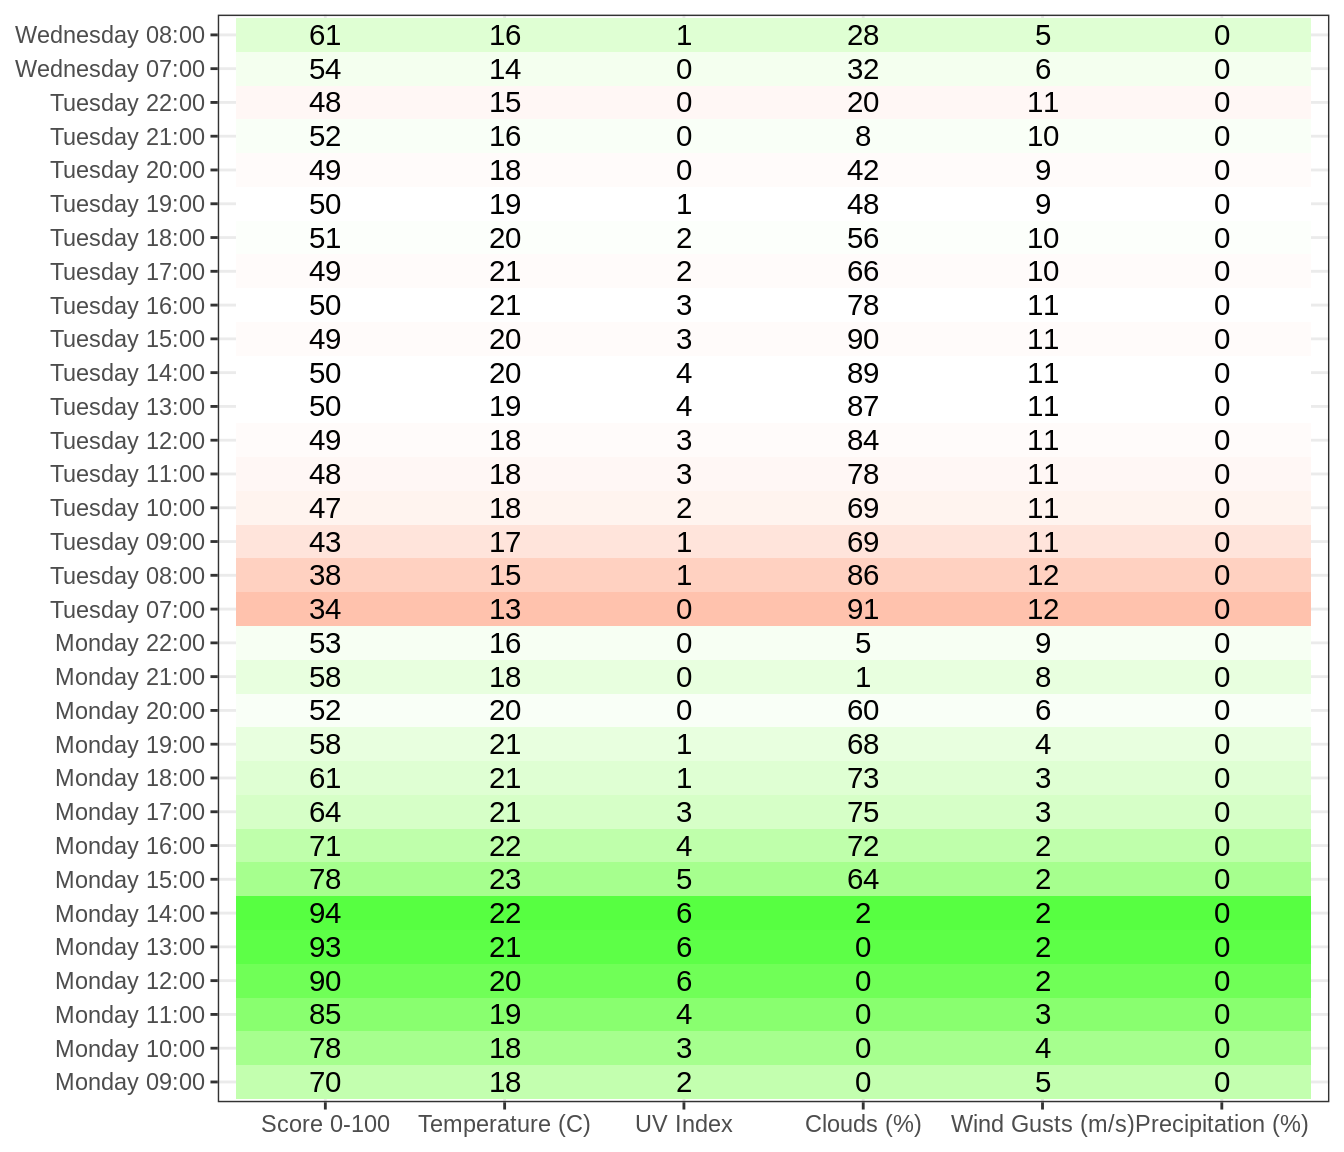 Wednesday 08:00 61 16 1 28 5 0
Wednesday 07:00 54 14 0 32 6 0
Tuesday 22:00 48 15 0 20 11 0
Tuesday 21:00 52 16 0 8 10 0
Tuesday 20:00 49 18 0 42 9 0
Tuesday 19:00 50 19 1 48 9 0
Tuesday 18:00 51 20 2 56 10 0
Tuesday 17:00 49 21 2 66 10 0
Tuesday 16:00 50 21 3 78 11 0
Tuesday 15:00 49 20 3 90 11 0
Tuesday 14:00 50 20 4 89 11 0
Tuesday 13:00 50 19 4 87 11 0
Tuesday 12:00 49 18 3 84 11 0
Tuesday 11:00 48 18 3 78 11 0
Tuesday 10:00 47 18 2 69 11 0
Tuesday 09:00 43 17 1 69 11 0
Tuesday 08:00 38 15 1 86 12 0
Tuesday 07:00 34 13 0 91 12 0
Monday 22:00 53 16 0 5 9 0
Monday 21:00 58 18 0 1 8 0
Monday 20:00 52 20 0 60 6 0
Monday 19:00 58 21 1 68 4 0
Monday 18:00 61 21 1 73 3 0
Monday 17:00 64 21 3 75 3 0
Monday 16:00 71 22 4 72 2 0
Monday 15:00 78 23 5 64 2 0
Monday 14:00 94 22 6 2 2 0
Monday 13:00 93 21 6 0 2 0
Monday 12:00 90 20 6 0 2 0
Monday 11:00 85 19 4 0 3 0
Monday 10:00 78 18 3 0 4 0
Monday 09:00 70 18 2 0 5 0
Score 0-100 Temperature (C) UV Index Clouds (%) Wind Gusts (m/s) Precipitation (%)